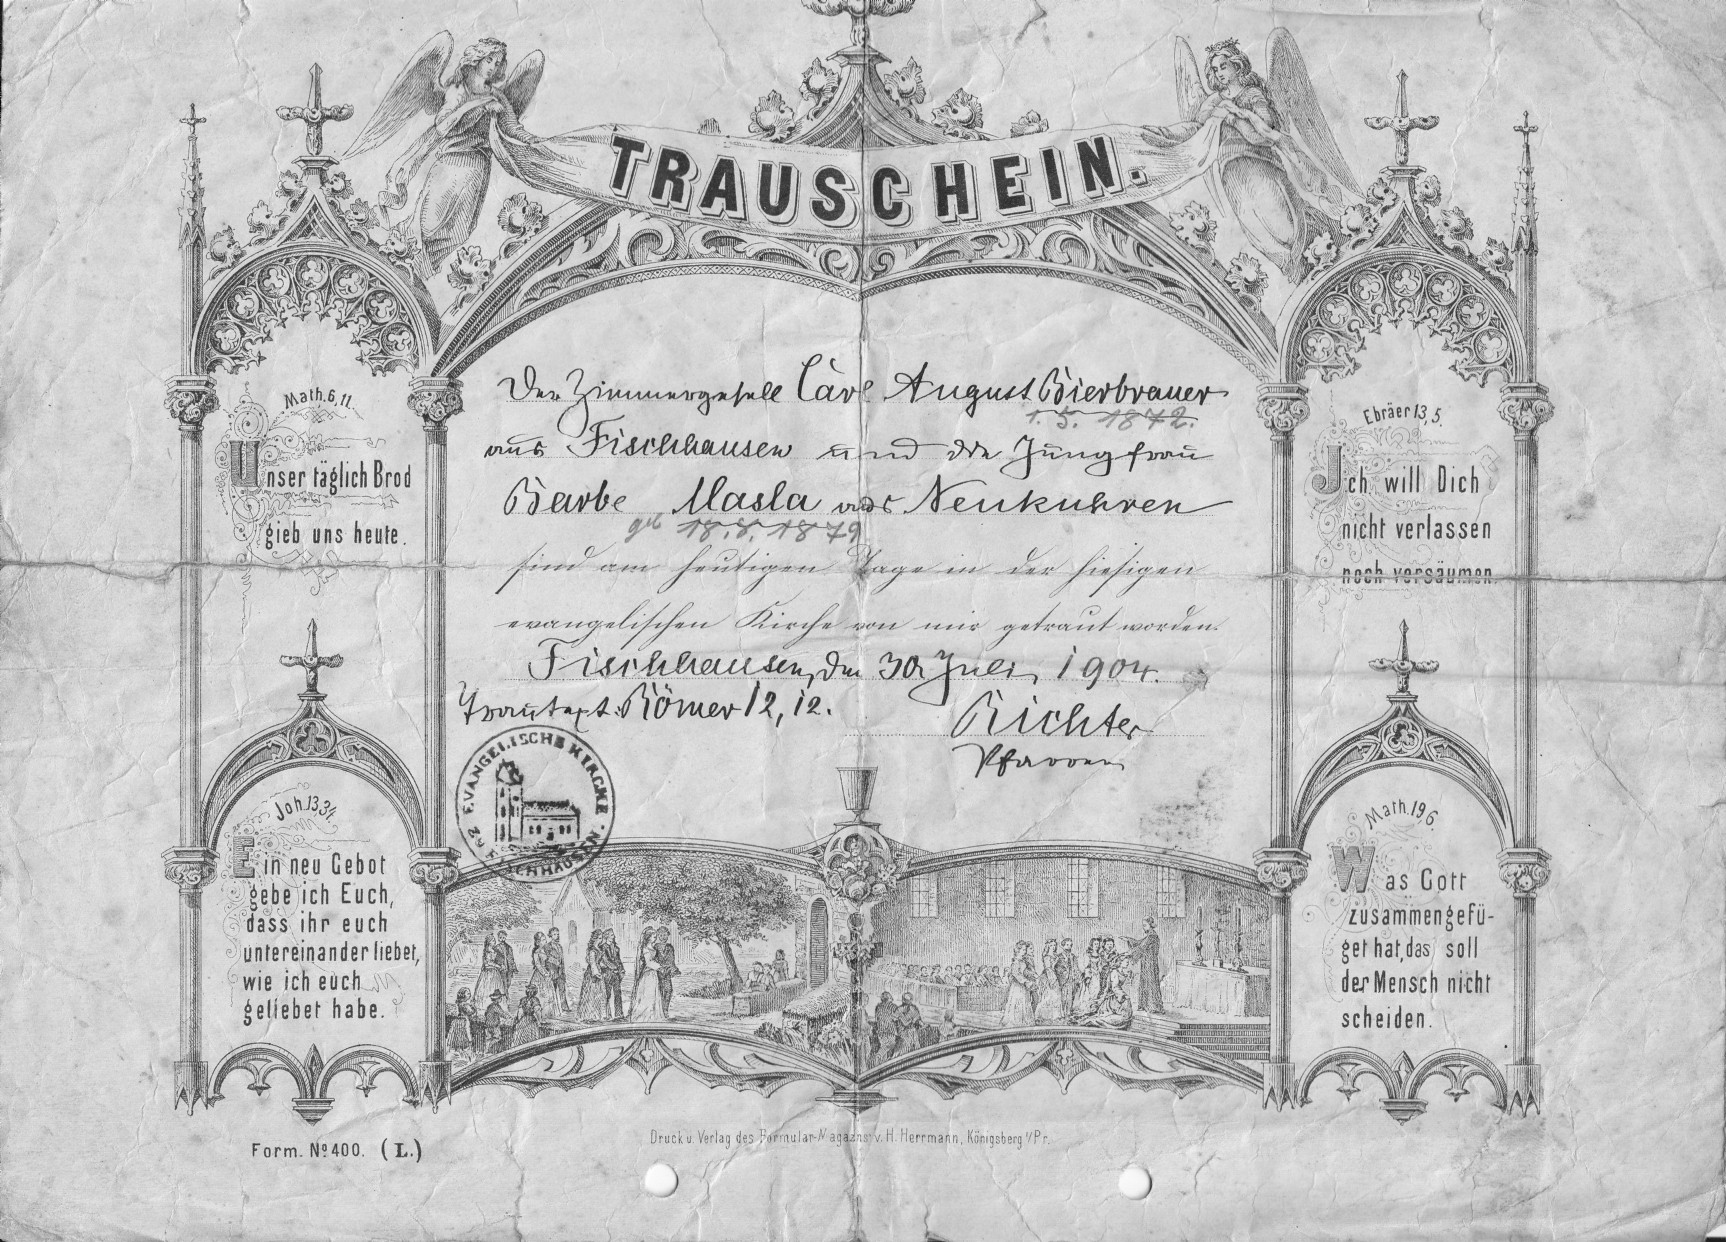 TRAUSCHEIN.
Der Zimmergesell Carl August Bierbrauer
1. 5. 1872.
aus Fischhausen und die Jungfrau
Barbe Masla aus Neukuhren
geb 18. 8. 1879
sind am heutigen Tage in der hiesigen
evangelischen Kirche von mir getraut worden.
Fischhausen, den 30. Juli 1904.
Trautext: Römer 12, 12.
Richter
Pfarrer
EVANGELISCHE KIRCHE
ZU FISCHHAUSEN.
Math. 6, 11.
Unser täglich Brod
gieb uns heute.
Ebräer 13, 5.
Ich will Dich
nicht verlassen
noch versäumen.
Joh. 13,34.
Ein neu Gebot
gebe ich Euch,
dass ihr euch
untereinander liebet,
wie ich euch
geliebet habe.
Math. 19 6.
Was Gott
zusammengefü-
get hat, das soll
der Mensch nicht
scheiden.
Druck u. Verlag des Formular-Magazins v. H. Herrmann, Königsberg i/Pr.
Form. No 400. (L.)